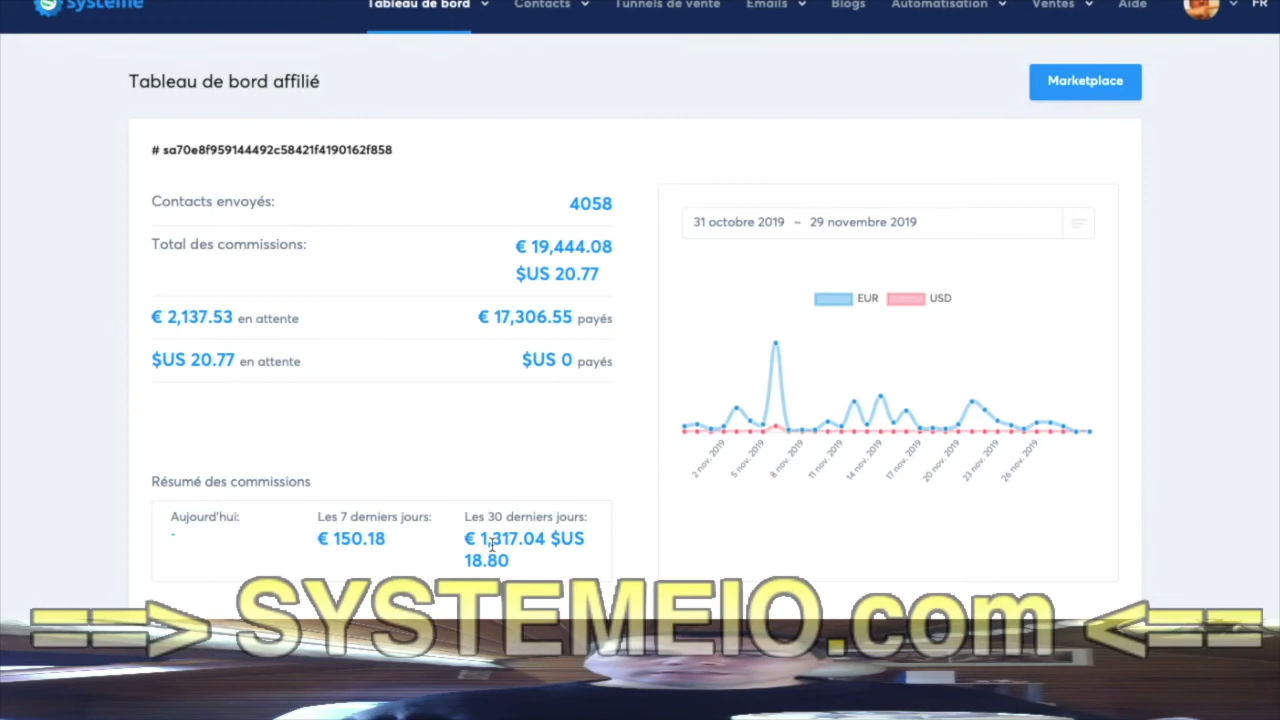 systeme
Tableau de bord Contacts Tunnels de vente Emails Blogs Automatisation Ventes Aide FR
Tableau de bord affilié
Marketplace
# sa70e8f959144492c58421f4190162f858
Contacts envoyés: 4058
Total des commissions: € 19,444.08
$US 20.77
€ 2,137.53 en attente € 17,306.55 payés
$US 20.77 en attente $US 0 payés
31 octobre 2019 – 29 novembre 2019
EUR USD
2 nov. 2019 5 nov. 2019 8 nov. 2019 11 nov. 2019 14 nov. 2019 17 nov. 2019 20 nov. 2019 23 nov. 2019 26 nov. 2019
Résumé des commissions
Aujourd'hui: Les 7 derniers jours: Les 30 derniers jours:
- € 150.18 € 1,317.04 $US
18.80
==> SYSTEMEIO.com <==